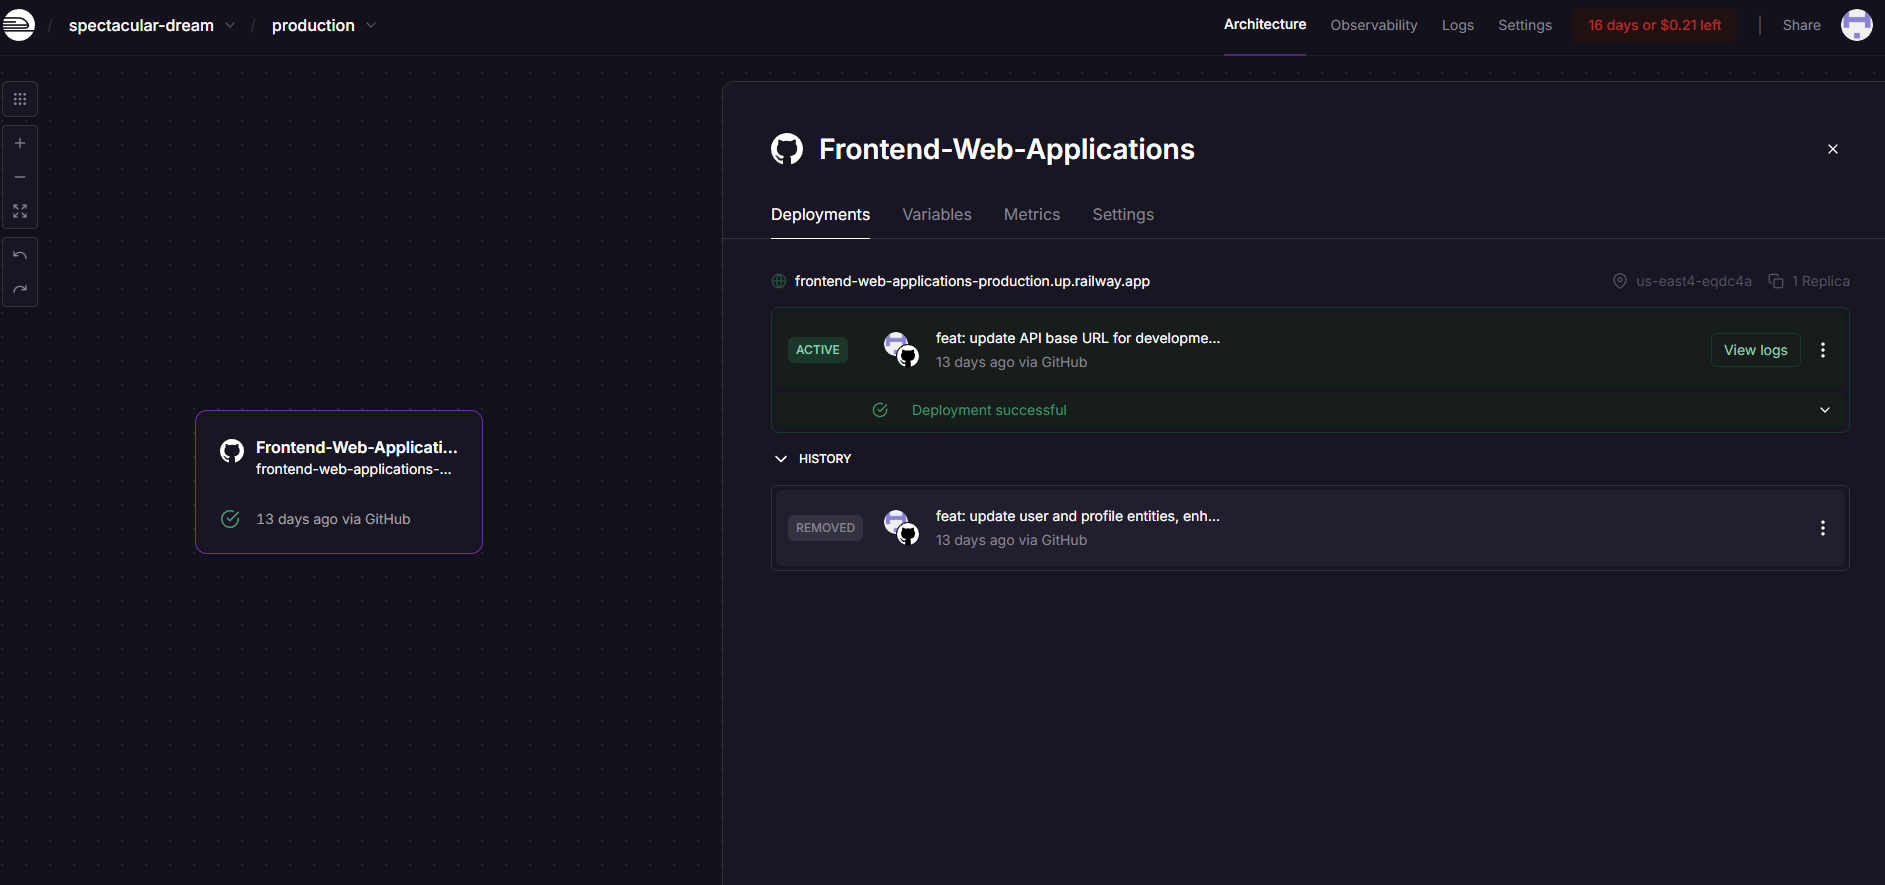 / spectacular-dream / production
Architecture Observability Logs Settings 16 days or $0.21 left | Share
Frontend-Web-Applications
Deployments Variables Metrics Settings
frontend-web-applications-production.up.railway.app us-east4-eqdc4a 1 Replica
ACTIVE
feat: update API base URL for developme...
13 days ago via GitHub
View logs
Deployment successful
HISTORY
REMOVED
feat: update user and profile entities, enh...
13 days ago via GitHub
Frontend-Web-Applicati...
frontend-web-applications-...
13 days ago via GitHub